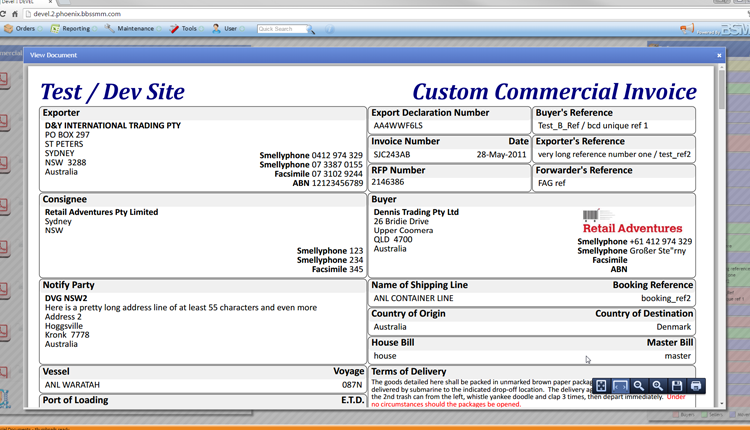 Devel 1 DEVEL
devel.2.phoenix.bbssmm.com
Orders
Reporting
Maintenance
Tools
User
Quick Search
Powered by BSM
View Document
Test / Dev Site
Custom Commercial Invoice
Exporter
D&Y INTERNATIONAL TRADING PTY
PO BOX 297
ST PETERS
SYDNEY
NSW 3288
Australia
Smellyphone 0412 974 329
Smellyphone 07 3387 0155
Facsimile 07 3102 9244
ABN 12123456789
Export Declaration Number
AA4WWF6LS
Buyer's Reference
Test_B_Ref / bcd unique ref 1
Invoice Number
Date
SJC243AB
28-May-2011
Exporter's Reference
very long reference number one / test_ref2
RFP Number
2146386
Forwarder's Reference
FAG ref
Consignee
Retail Adventures Pty Limited
Sydney
NSW
Smellyphone 123
Smellyphone 234
Facsimile 345
Buyer
Dennis Trading Pty Ltd
26 Bridie Drive
Upper Coomera
QLD 4700
Australia
Retail Adventures
Smellyphone +61 412 974 329
Smellyphone Großer Ste"rny
Facsimile
ABN
Notify Party
DVG NSW2
Here is a pretty long address line of at least 55 characters and even more
Address 2
Hoggsville
Kronk 7778
Australia
Name of Shipping Line
Booking Reference
ANL CONTAINER LINE
booking_ref2
Country of Origin
Country of Destination
Australia
Denmark
House Bill
Master Bill
house
master
Vessel
Voyage
ANL WARATAH
087N
Terms of Delivery
The goods detailed here shall be packed in unmarked brown paper packag
delivered by submarine to the indicated drop-off location. The delivery ag
the 2nd trash can from the left, whistle yankee doodle and clap 3 times, then depart immediately. Under
no circumstances should the packages be opened.
Port of Loading
E.T.D.